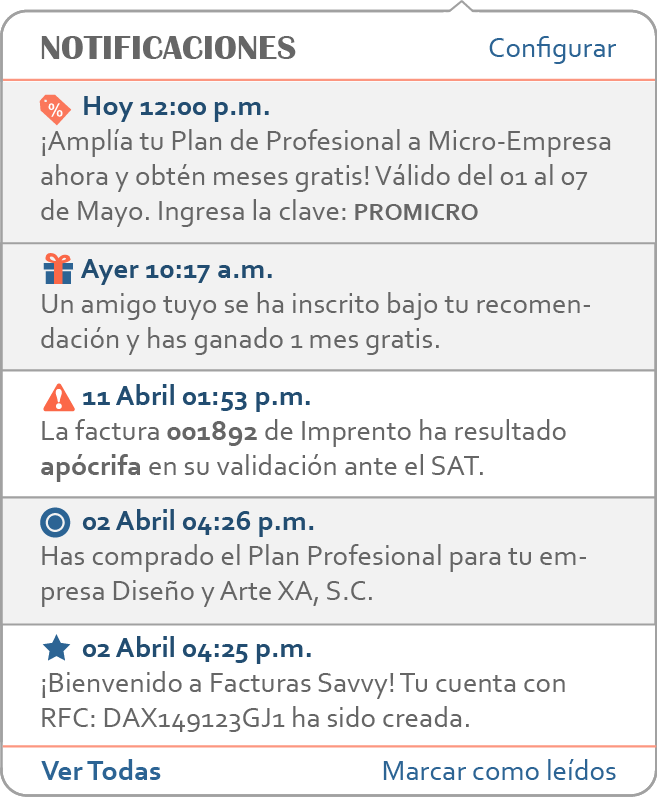 NOTIFICACIONES Configurar
% Hoy 12:00 p.m.
¡Amplía tu Plan de Profesional a Micro-Empresa
ahora y obtén meses gratis! Válido del 01 al 07
de Mayo. Ingresa la clave: PROMICRO
Ayer 10:17 a.m.
Un amigo tuyo se ha inscrito bajo tu recomen-
dación y has ganado 1 mes gratis.
11 Abril 01:53 p.m.
La factura 001892 de Imprento ha resultado
apócrifa en su validación ante el SAT.
02 Abril 04:26 p.m.
Has comprado el Plan Profesional para tu em-
presa Diseño y Arte XA, S.C.
02 Abril 04:25 p.m.
¡Bienvenido a Facturas Savvy! Tu cuenta con
RFC: DAX149123GJ1 ha sido creada.
Ver Todas Marcar como leídos